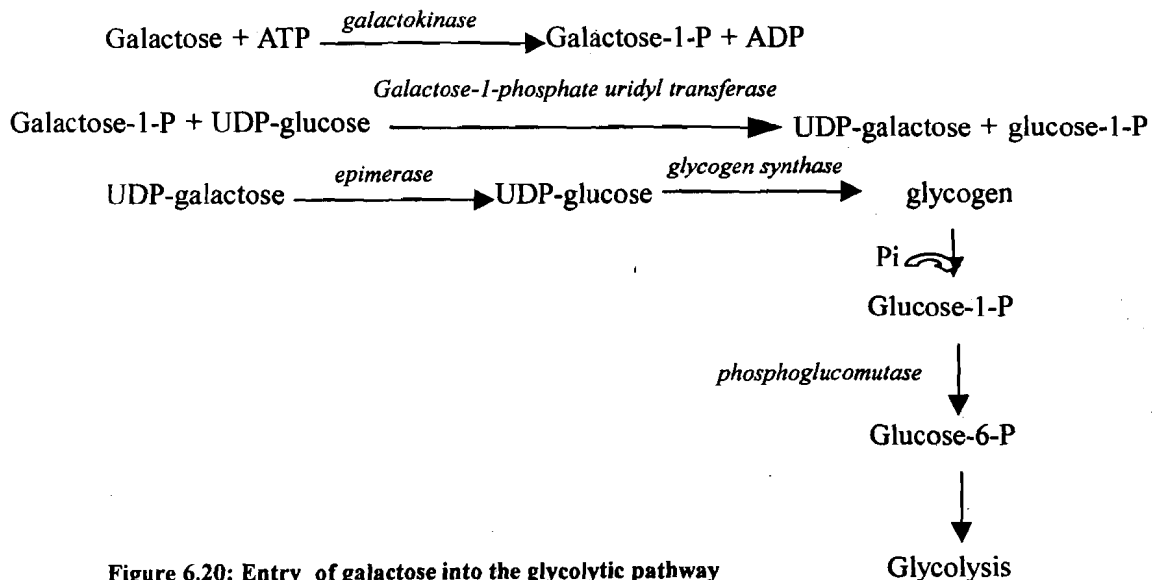 galactokinase
Galactose + ATP Galactose-1-P + ADP
Galactose-1-phosphate uridyl transferase
Galactose-1-P + UDP-glucose UDP-galactose + glucose-1-P
epimerase glycogen synthase
UDP-galactose UDP-glucose glycogen
Pi
Glucose-1-P
phosphoglucomutase
Glucose-6-P
Glycolysis
Figure 6.20: Entry of galactose into the glycolytic pathway